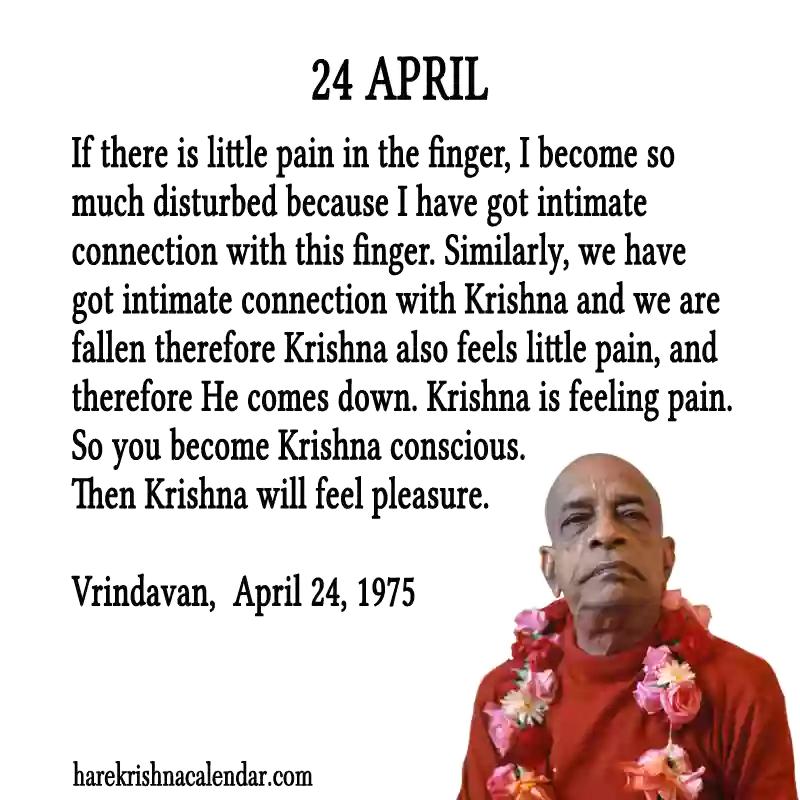 24 APRIL
If there is little pain in the finger, I become so
much disturbed because I have got intimate
connection with this finger. Similarly, we have
got intimate connection with Krishna and we are
fallen therefore Krishna also feels little pain, and
therefore He comes down. Krishna is feeling pain.
So you become Krishna conscious.
Then Krishna will feel pleasure.
Vrindavan,  April 24, 1975
harekrishnacalendar.com